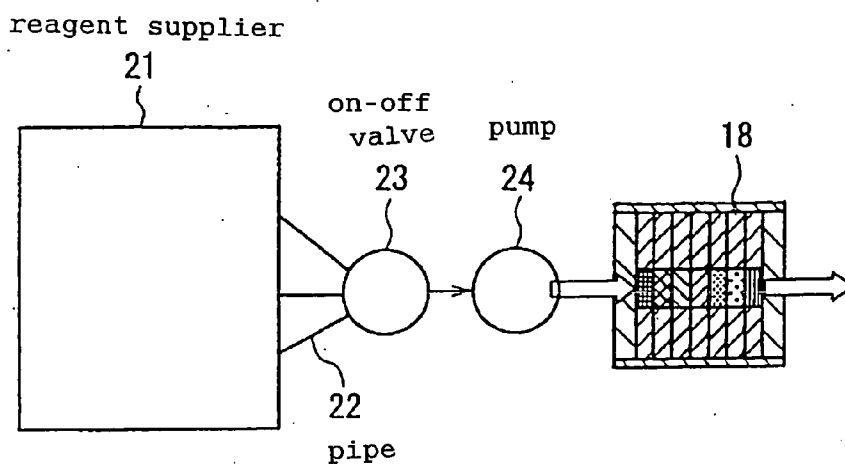 reagent supplier
21
on-off
valve
23
pump
24
18
22
pipe